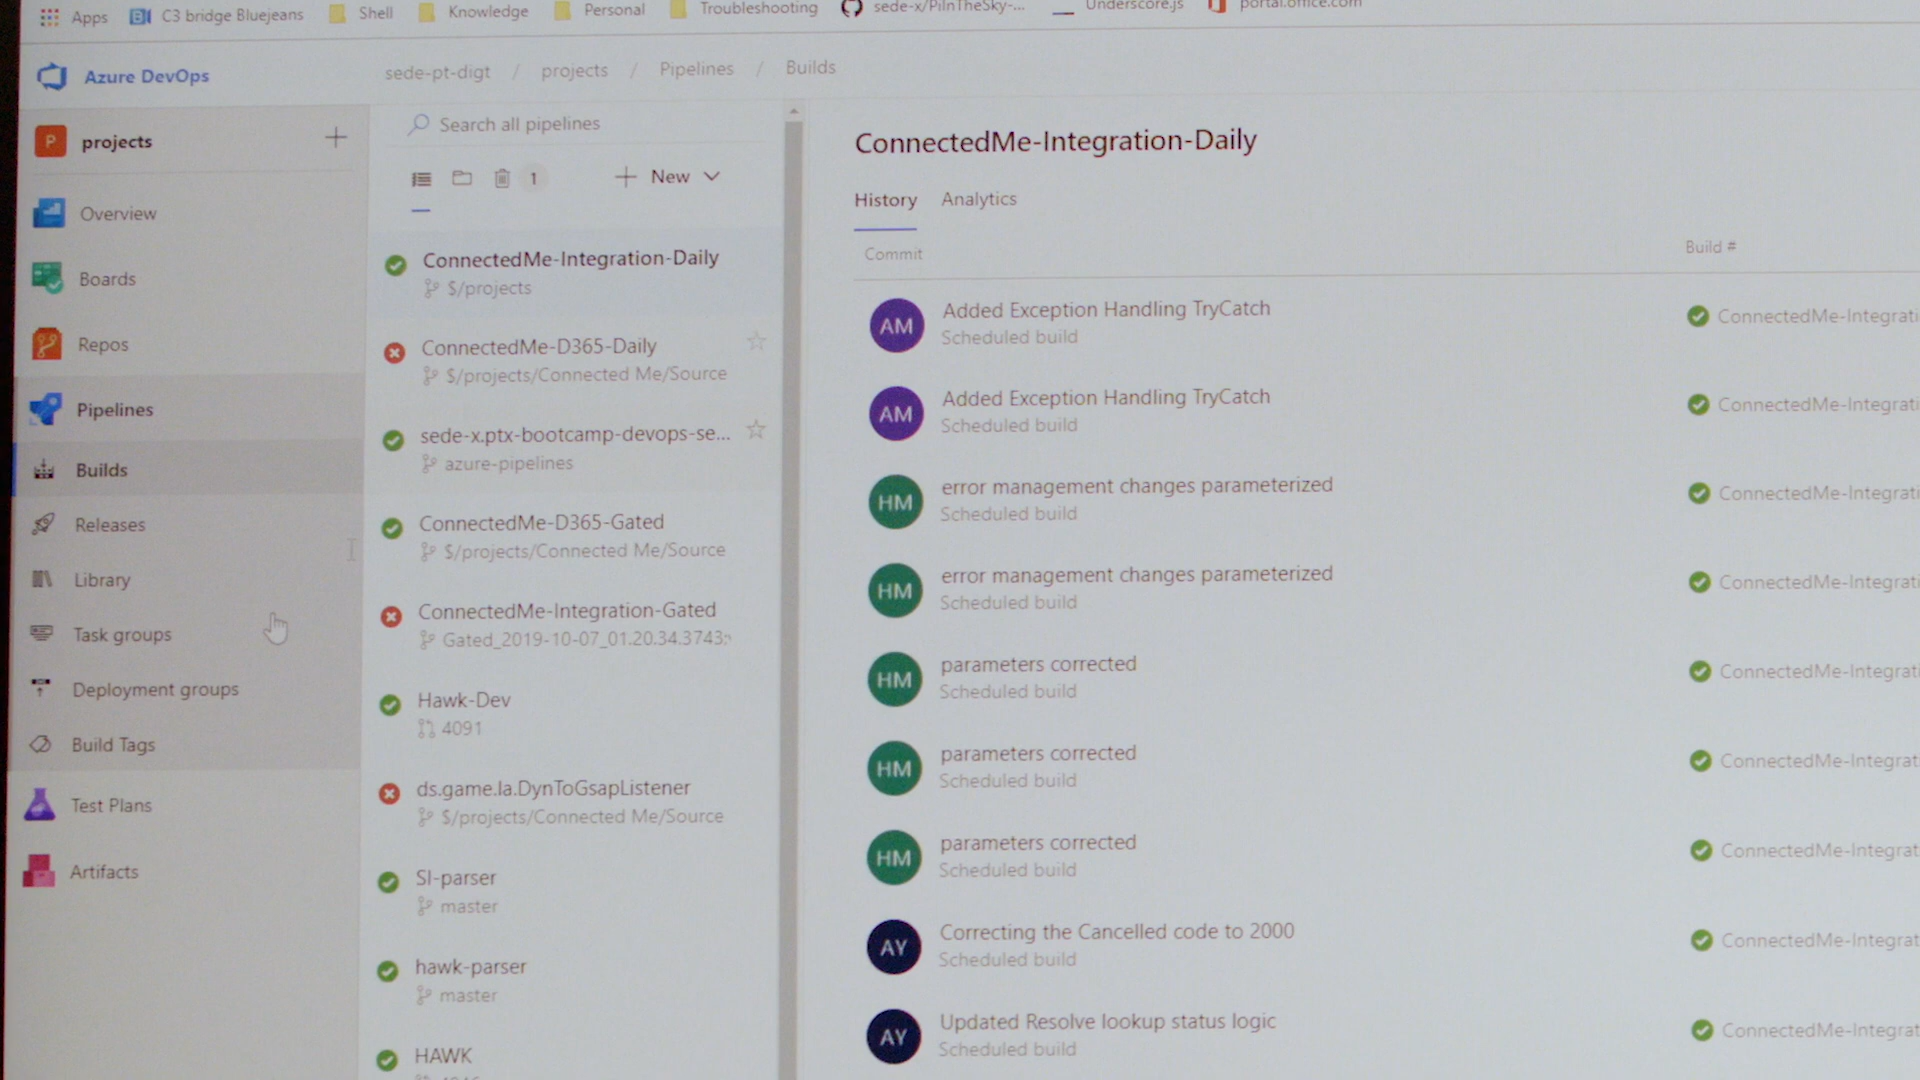 Apps C3 bridge Bluejeans Shell Knowledge Personal Troubleshooting sede-x/PiInTheSky-... Underscore.js portal.office.com
Azure DevOps
sede-pt-digt / projects / Pipelines / Builds
P projects +
Overview
Boards
Repos
Pipelines
Builds
Releases
Library
Task groups
Deployment groups
Build Tags
Test Plans
Artifacts
Search all pipelines
1 + New
ConnectedMe-Integration-Daily
$/projects
ConnectedMe-D365-Daily
$/projects/Connected Me/Source
sede-x.ptx-bootcamp-devops-se...
azure-pipelines
ConnectedMe-D365-Gated
$/projects/Connected Me/Source
ConnectedMe-Integration-Gated
Gated_2019-10-07_01.20.34.3743
Hawk-Dev
4091
ds.game.la.DynToGsapListener
$/projects/Connected Me/Source
SI-parser
master
hawk-parser
master
HAWK
ConnectedMe-Integration-Daily
History Analytics
Commit Build #
AM Added Exception Handling TryCatch ConnectedMe-Integrati
Scheduled build
AM Added Exception Handling TryCatch ConnectedMe-Integrati
Scheduled build
HM error management changes parameterized ConnectedMe-Integrati
Scheduled build
HM error management changes parameterized ConnectedMe-Integrati
Scheduled build
HM parameters corrected ConnectedMe-Integrati
Scheduled build
HM parameters corrected ConnectedMe-Integrat
Scheduled build
HM parameters corrected ConnectedMe-Integrat
Scheduled build
AY Correcting the Cancelled code to 2000 ConnectedMe-Integrat
Scheduled build
AY Updated Resolve lookup status logic ConnectedMe-Integrat
Scheduled build